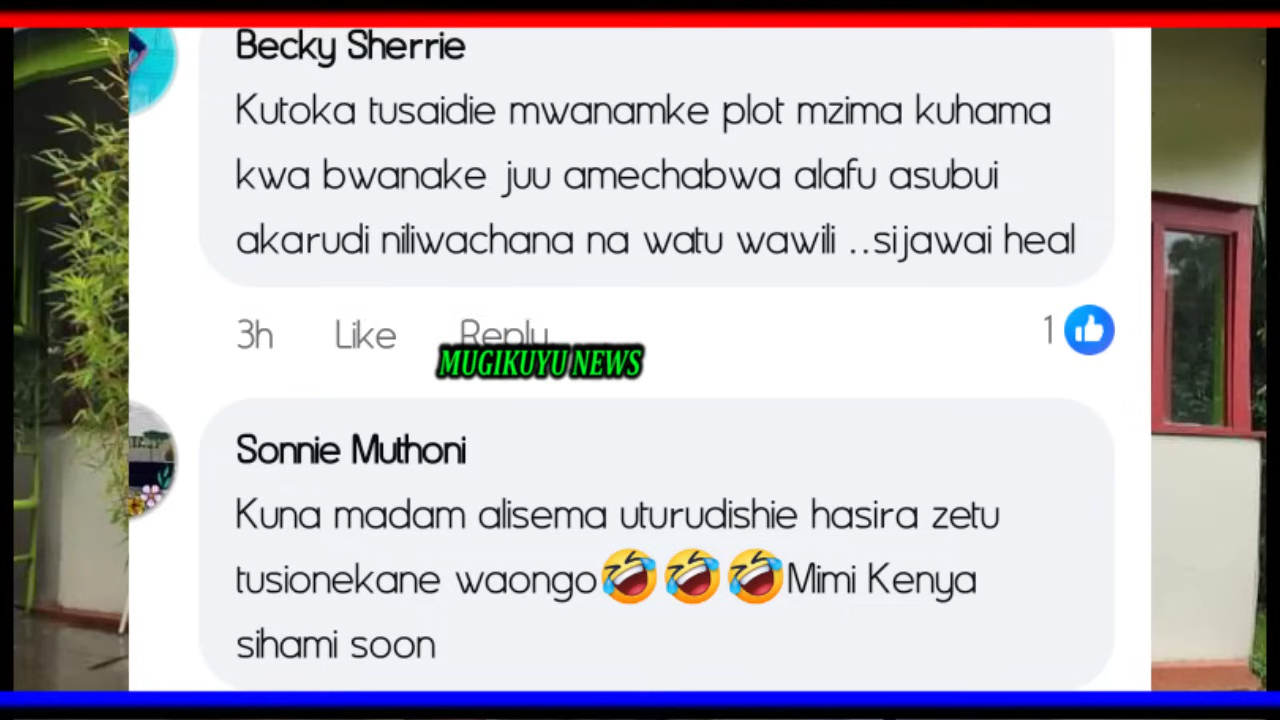 Becky Sherrie
Kutoka tusaidie mwanamke plot mzima kuhama
kwa bwanake juu amechabwa alafu asubui
akarudi niliwachana na watu wawili ..sijawai heal
3h Like Reply 1
MUGIKUYU NEWS
Sonnie Muthoni
Kuna madam alisema uturudishie hasira zetu
tusionekane waongo🤣🤣🤣Mimi Kenya
sihami soon